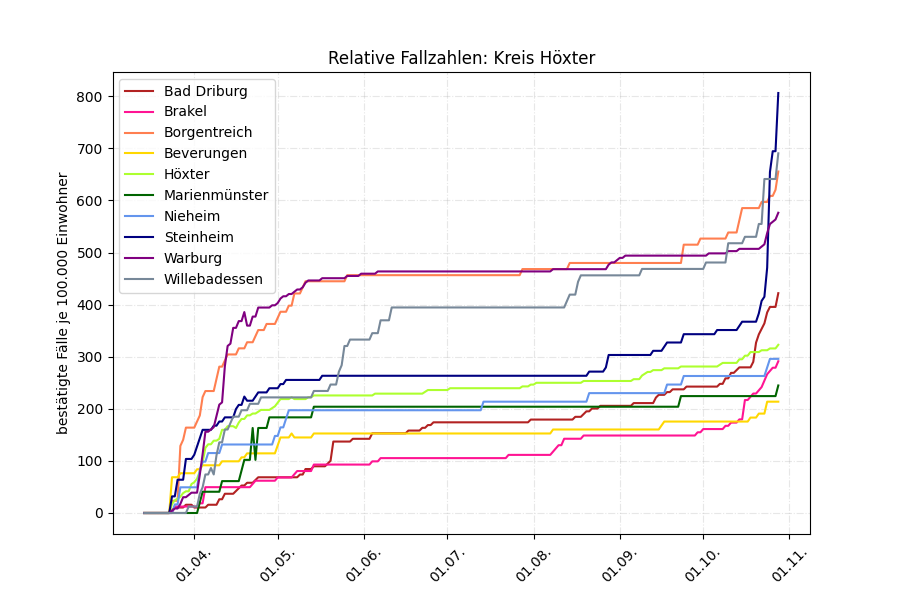 Relative Fallzahlen: Kreis Höxter
bestätigte Fälle je 100.000 Einwohner
800
700
600
500
400
300
200
100
0
Bad Driburg
Brakel
Borgentreich
Beverungen
Höxter
Marienmünster
Nieheim
Steinheim
Warburg
Willebadessen
01.04.
01.05.
01.06.
01.07.
01.08.
01.09.
01.10.
01.11.